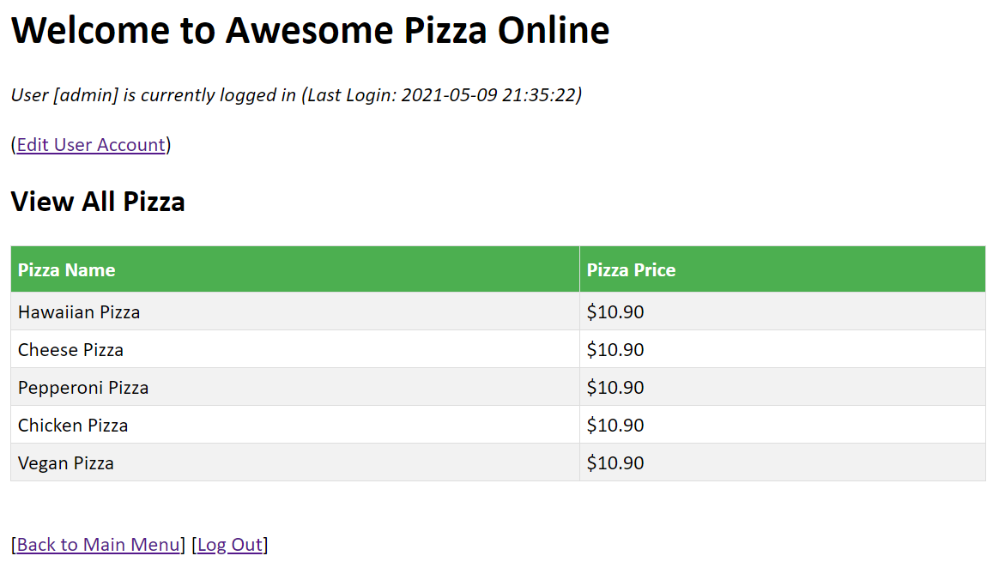 Welcome to Awesome Pizza Online
User [admin] is currently logged in (Last Login: 2021-05-09 21:35:22)
(Edit User Account)
View All Pizza
Pizza Name Pizza Price
Hawaiian Pizza $10.90
Cheese Pizza $10.90
Pepperoni Pizza $10.90
Chicken Pizza $10.90
Vegan Pizza $10.90
[Back to Main Menu] [Log Out]